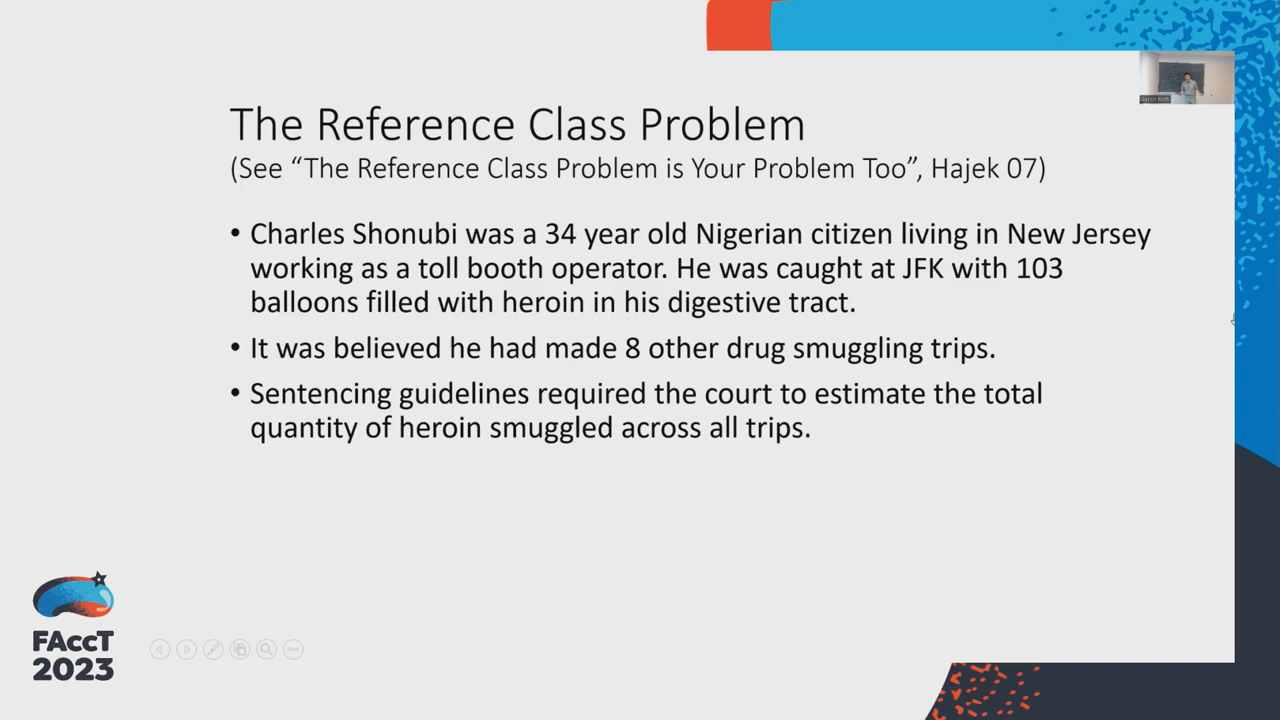 Aaron Roth
The Reference Class Problem
(See “The Reference Class Problem is Your Problem Too”, Hajek 07)
• Charles Shonubi was a 34 year old Nigerian citizen living in New Jersey
working as a toll booth operator. He was caught at JFK with 103
balloons filled with heroin in his digestive tract.
• It was believed he had made 8 other drug smuggling trips.
• Sentencing guidelines required the court to estimate the total
quantity of heroin smuggled across all trips.
FAccT
2023